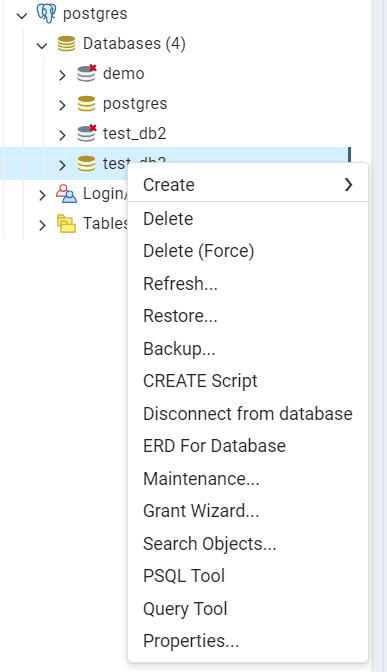 postgres
Databases (4)
demo
postgres
test_db2
Create
Login/
Delete
Tables
Delete (Force)
Refresh...
Restore...
Backup...
CREATE Script
Disconnect from database
ERD For Database
Maintenance...
Grant Wizard...
Search Objects...
PSQL Tool
Query Tool
Properties...